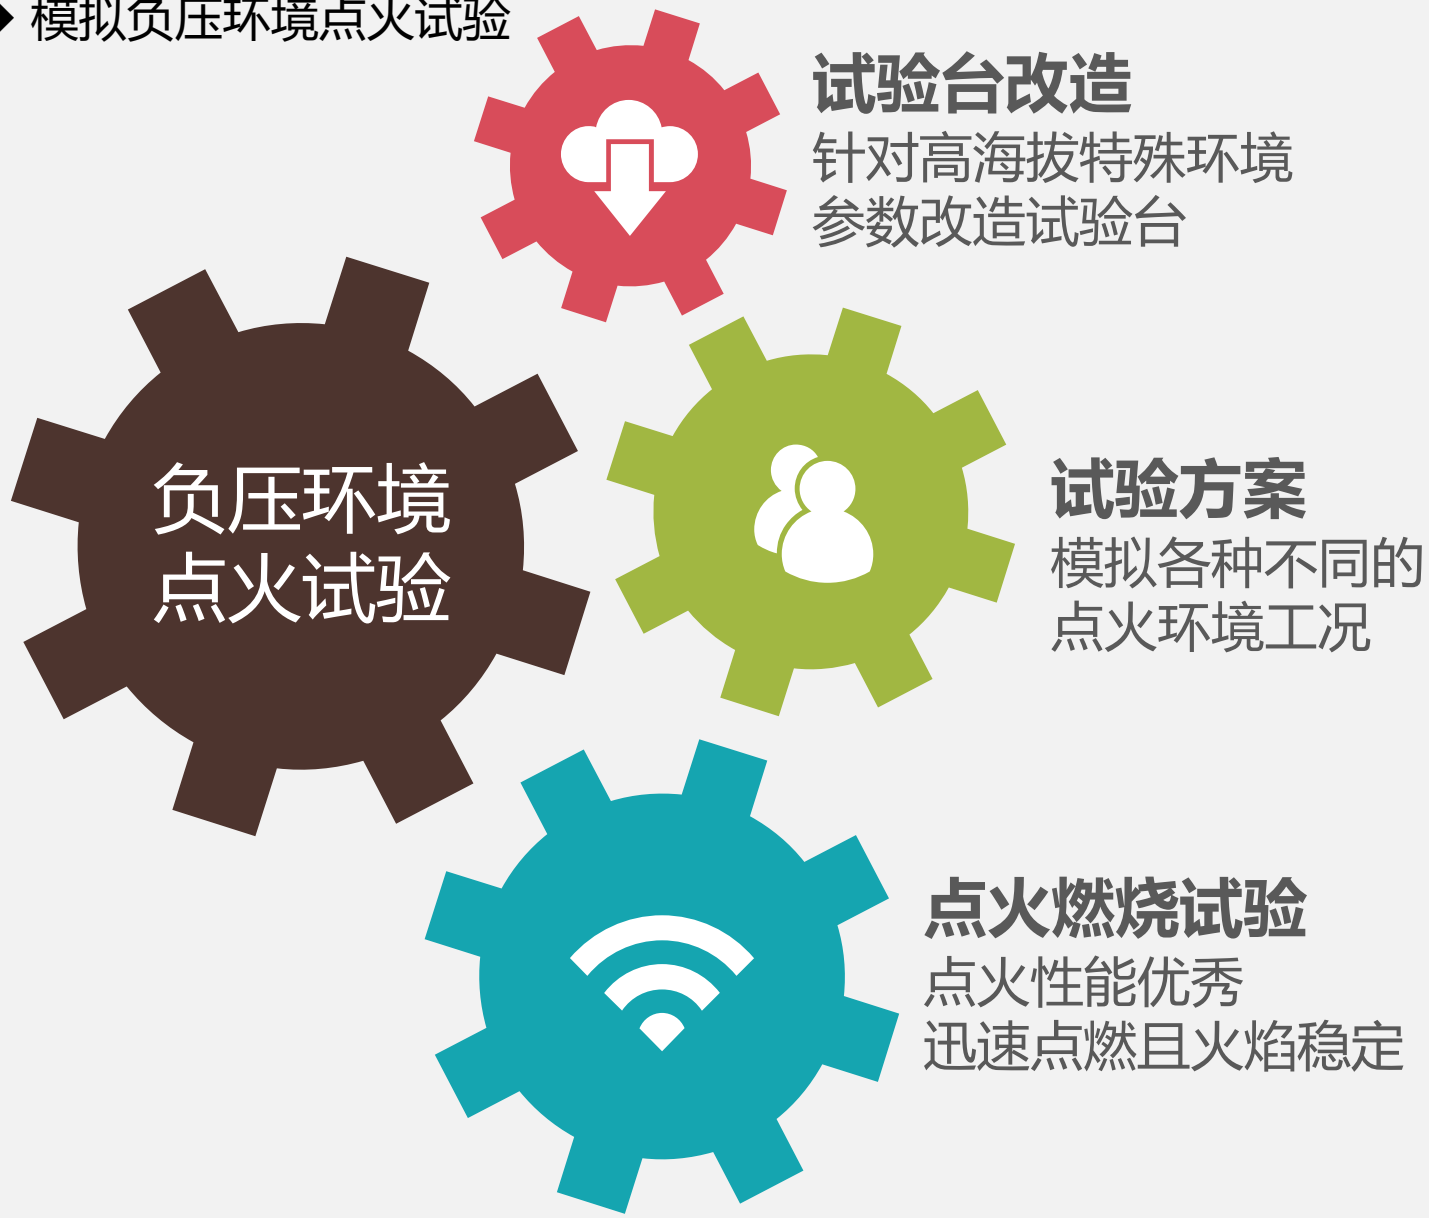 模拟负压环境点火试验
试验台改造
针对高海拔特殊环境
参数改造试验台
负压环境
点火试验
试验方案
模拟各种不同的
点火环境工况
点火燃烧试验
点火性能优秀
迅速点燃且火焰稳定